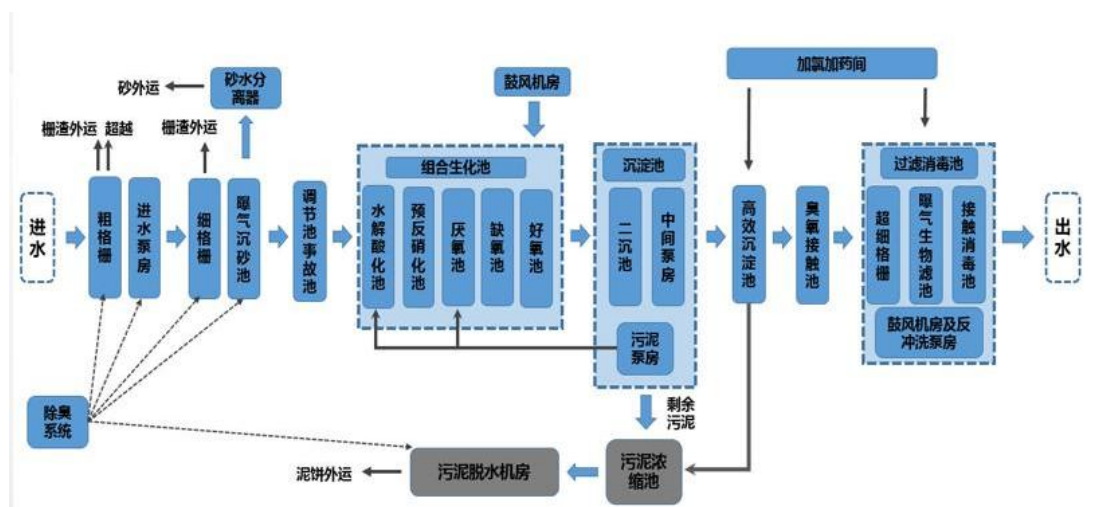 加氯加药间
砂外运
砂水分
离器
鼓风机房
栅渣外运
超越
栅渣外运
组合生化池
沉淀池
过滤消毒池
进水
粗格栅
进水泵房
细格栅
曝气沉砂池
调节池事故池
水解酸化池
预反硝化池
厌氧池
缺氧池
好氧池
二沉池
中间泵房
高效沉淀池
臭氧接触池
超细格栅
曝气生物滤池
接触消毒池
出水
污泥
泵房
鼓风机房及反
冲洗泵房
除臭
系统
剩余
污泥
泥饼外运
污泥脱水机房
污泥浓
缩池